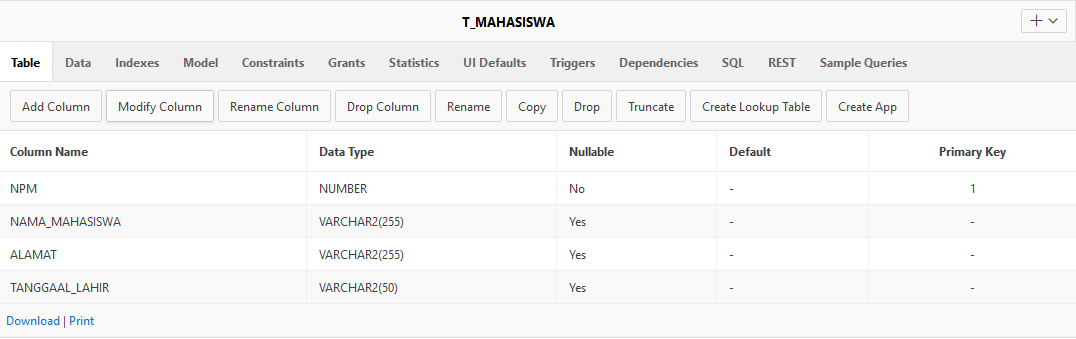 T_MAHASISWA
Table Data Indexes Model Constraints Grants Statistics UI Defaults Triggers Dependencies SQL REST Sample Queries
Add Column Modify Column Rename Column Drop Column Rename Copy Drop Truncate Create Lookup Table Create App
Column Name Data Type Nullable Default Primary Key
NPM NUMBER No - 1
NAMA_MAHASISWA VARCHAR2(255) Yes - -
ALAMAT VARCHAR2(255) Yes - -
TANGGAAL_LAHIR VARCHAR2(50) Yes - -
Download | Print